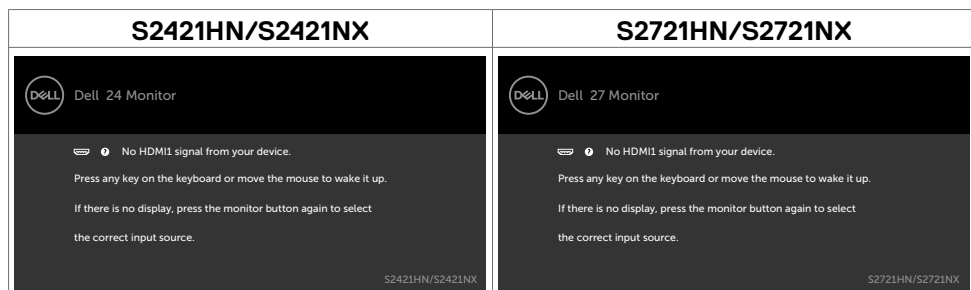 S2421HN/S2421NX
DELL
Dell 24 Monitor
No HDMI1 signal from your device.
Press any key on the keyboard or move the mouse to wake it up.
If there is no display, press the monitor button again to select
the correct input source.
S2421HN/S2421NX
S2721HN/S2721NX
DELL
Dell 27 Monitor
No HDMI1 signal from your device.
Press any key on the keyboard or move the mouse to wake it up.
If there is no display, press the monitor button again to select
the correct input source.
S2721HN/S2721NX